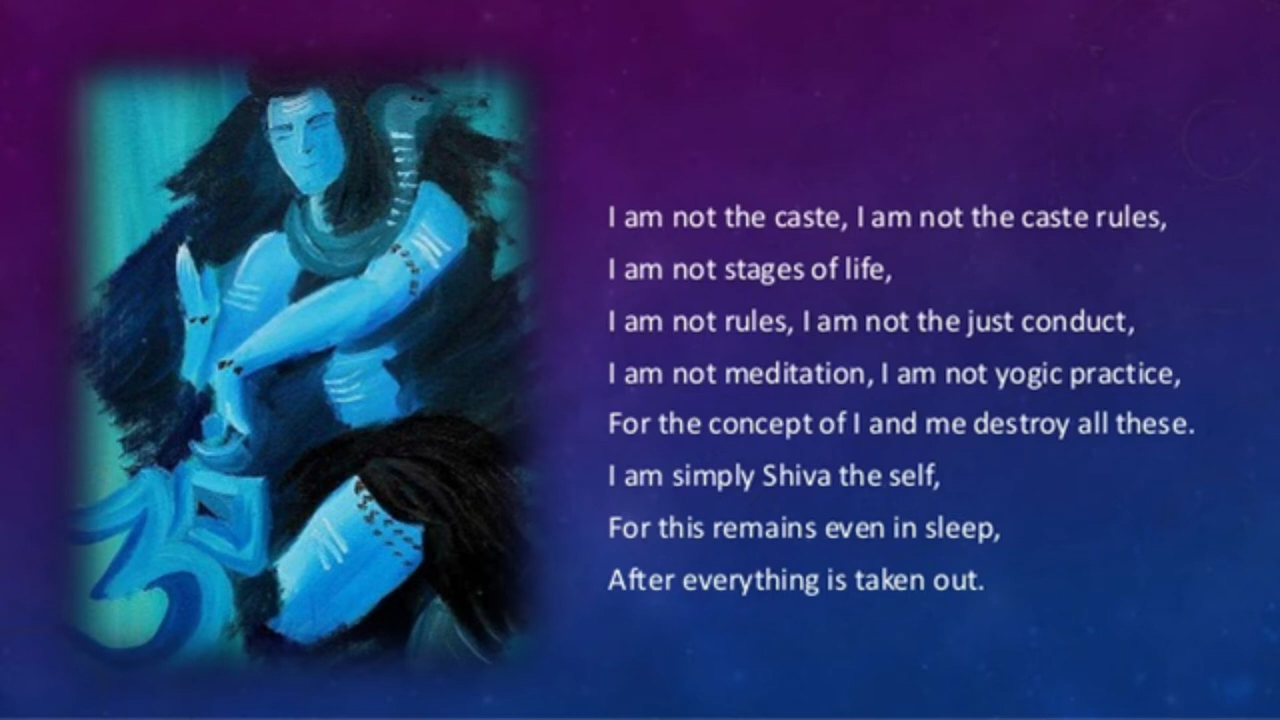 I am not the caste, I am not the caste rules,
I am not stages of life,
I am not rules, I am not the just conduct,
I am not meditation, I am not yogic practice,
For the concept of I and me destroy all these.
I am simply Shiva the self,
For this remains even in sleep,
After everything is taken out.